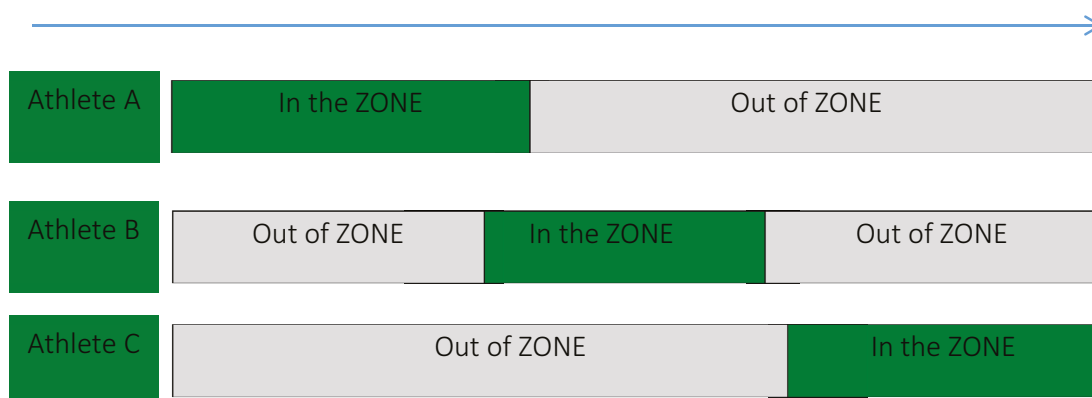 Athlete A
In the ZONE
Out of ZONE
Athlete B
Out of ZONE
In the ZONE
Out of ZONE
Athlete C
Out of ZONE
In the ZONE